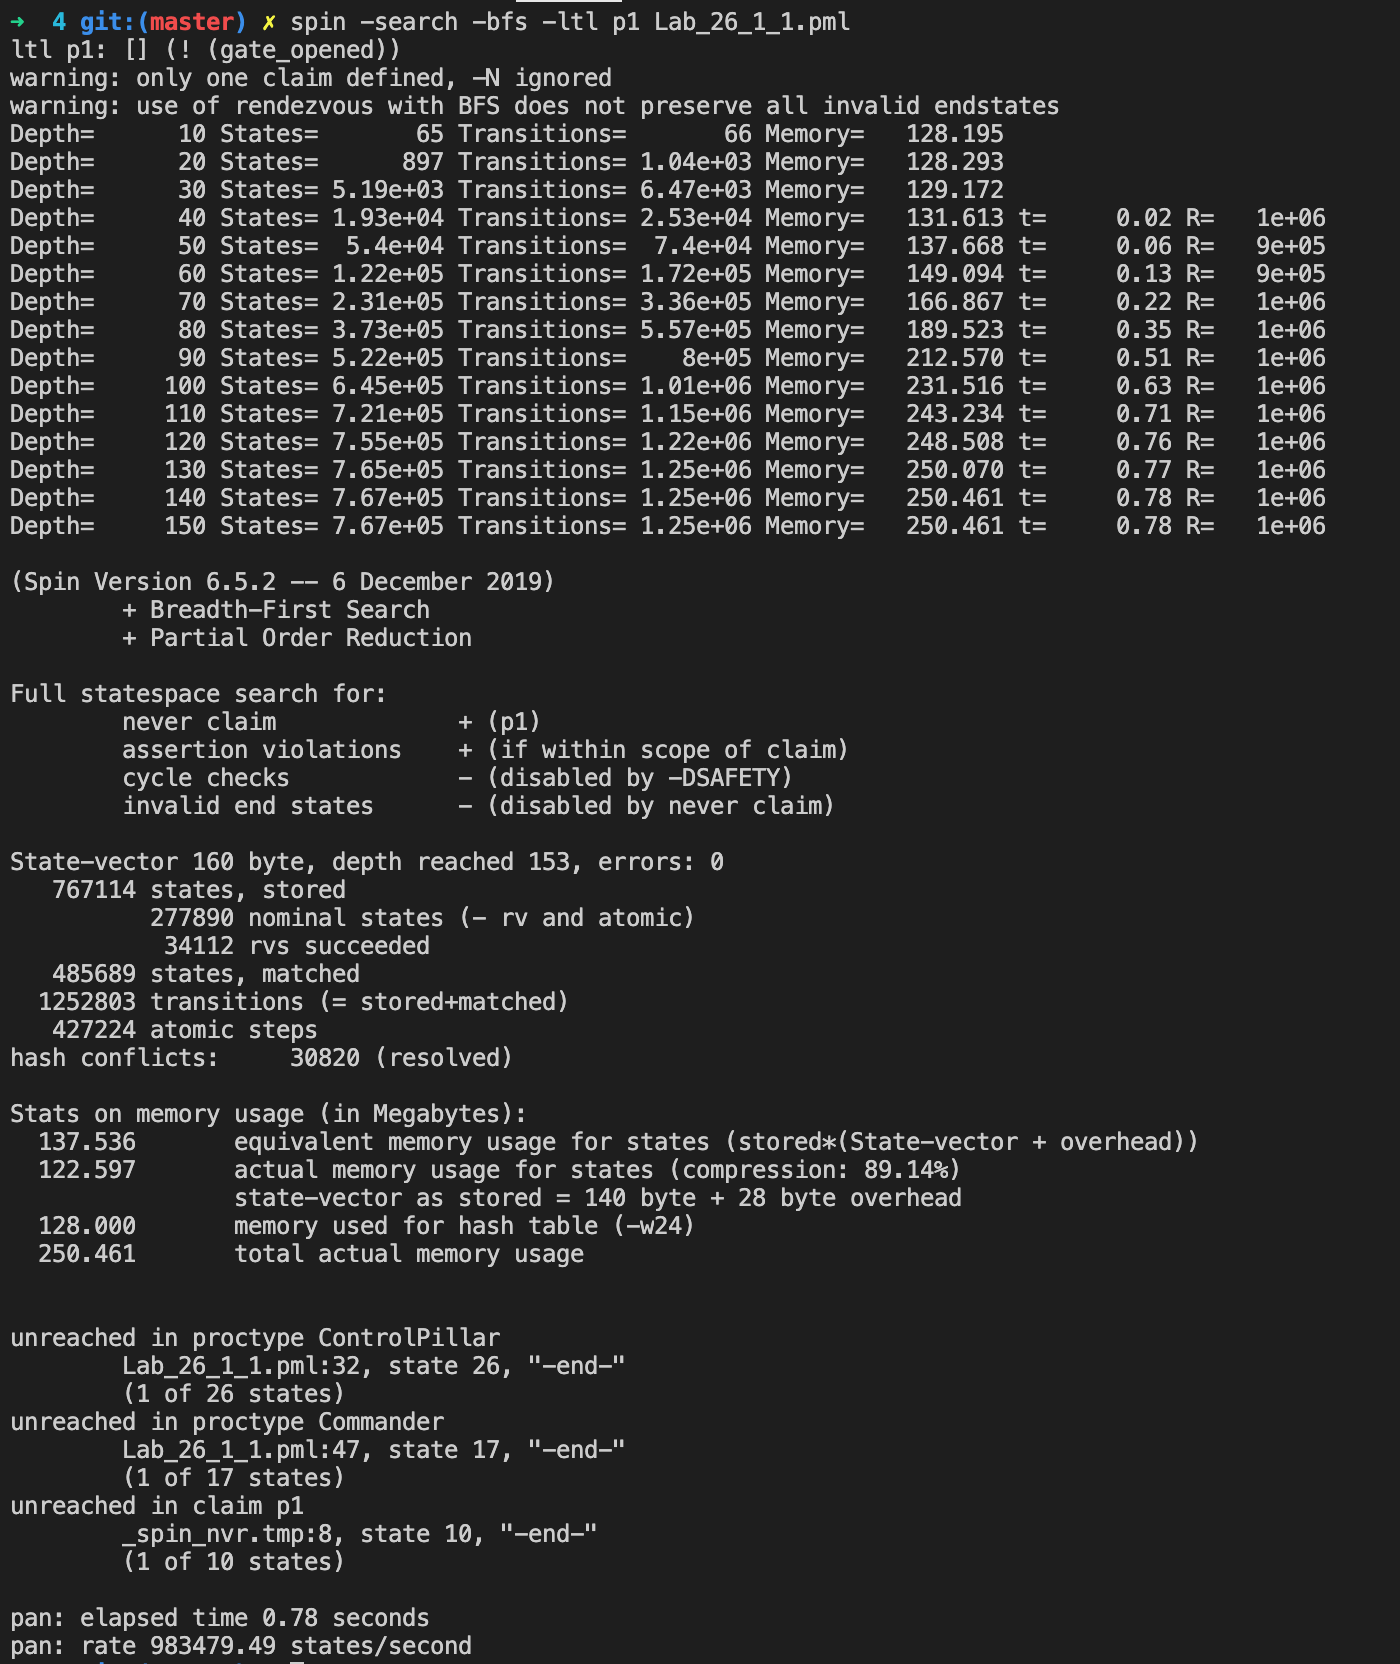 ➜  4 git:(master) ✗ spin -search -bfs -ltl p1 Lab_26_1_1.pml
ltl p1: [] (! (gate_opened))
warning: only one claim defined, -N ignored
warning: use of rendezvous with BFS does not preserve all invalid endstates
Depth=      10 States=       65 Transitions=       66 Memory=   128.195
Depth=      20 States=      897 Transitions= 1.04e+03 Memory=   128.293
Depth=      30 States= 5.19e+03 Transitions= 6.47e+03 Memory=   129.172
Depth=      40 States= 1.93e+04 Transitions= 2.53e+04 Memory=   131.613 t=     0.02 R=   1e+06
Depth=      50 States=  5.4e+04 Transitions=  7.4e+04 Memory=   137.668 t=     0.06 R=   9e+05
Depth=      60 States= 1.22e+05 Transitions= 1.72e+05 Memory=   149.094 t=     0.13 R=   9e+05
Depth=      70 States= 2.31e+05 Transitions= 3.36e+05 Memory=   166.867 t=     0.22 R=   1e+06
Depth=      80 States= 3.73e+05 Transitions= 5.57e+05 Memory=   189.523 t=     0.35 R=   1e+06
Depth=      90 States= 5.22e+05 Transitions=    8e+05 Memory=   212.570 t=     0.51 R=   1e+06
Depth=     100 States= 6.45e+05 Transitions= 1.01e+06 Memory=   231.516 t=     0.63 R=   1e+06
Depth=     110 States= 7.21e+05 Transitions= 1.15e+06 Memory=   243.234 t=     0.71 R=   1e+06
Depth=     120 States= 7.55e+05 Transitions= 1.22e+06 Memory=   248.508 t=     0.76 R=   1e+06
Depth=     130 States= 7.65e+05 Transitions= 1.25e+06 Memory=   250.070 t=     0.77 R=   1e+06
Depth=     140 States= 7.67e+05 Transitions= 1.25e+06 Memory=   250.461 t=     0.78 R=   1e+06
Depth=     150 States= 7.67e+05 Transitions= 1.25e+06 Memory=   250.461 t=     0.78 R=   1e+06
(Spin Version 6.5.2 -- 6 December 2019)
        + Breadth-First Search
        + Partial Order Reduction
Full statespace search for:
        never claim             + (p1)
        assertion violations    + (if within scope of claim)
        cycle checks            - (disabled by -DSAFETY)
        invalid end states      - (disabled by never claim)
State-vector 160 byte, depth reached 153, errors: 0
   767114 states, stored
          277890 nominal states (- rv and atomic)
           34112 rvs succeeded
   485689 states, matched
  1252803 transitions (= stored+matched)
   427224 atomic steps
hash conflicts:     30820 (resolved)
Stats on memory usage (in Megabytes):
  137.536       equivalent memory usage for states (stored*(State-vector + overhead))
  122.597       actual memory usage for states (compression: 89.14%)
                state-vector as stored = 140 byte + 28 byte overhead
  128.000       memory used for hash table (-w24)
  250.461       total actual memory usage
unreached in proctype ControlPillar
        Lab_26_1_1.pml:32, state 26, "-end-"
        (1 of 26 states)
unreached in proctype Commander
        Lab_26_1_1.pml:47, state 17, "-end-"
        (1 of 17 states)
unreached in claim p1
        _spin_nvr.tmp:8, state 10, "-end-"
        (1 of 10 states)
pan: elapsed time 0.78 seconds
pan: rate 983479.49 states/second